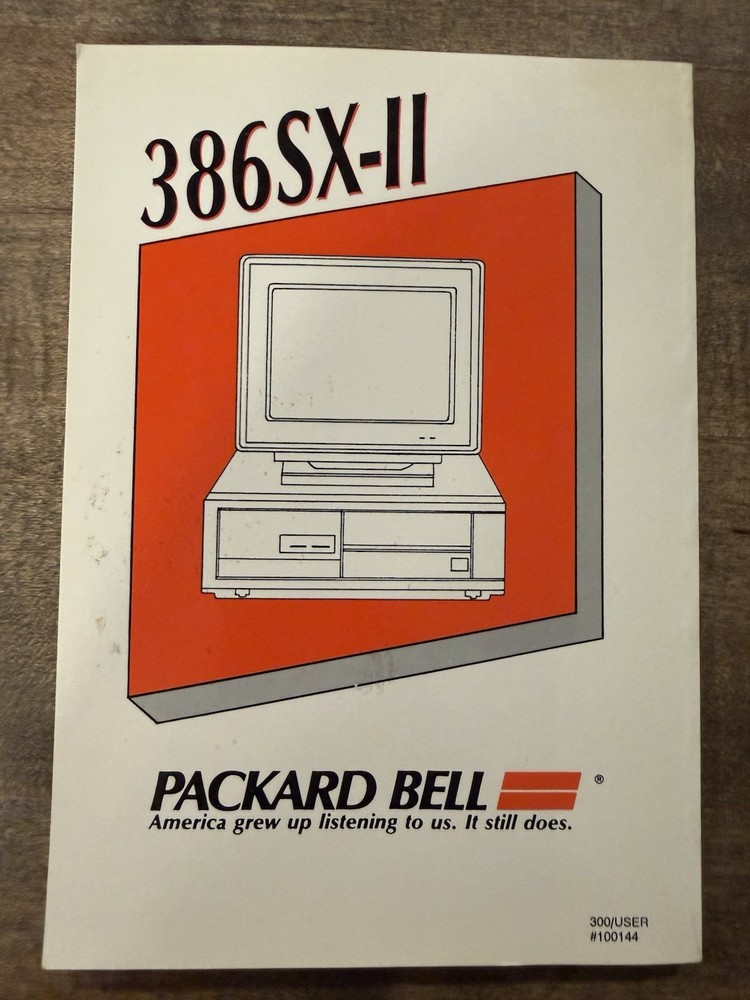 386SX-II
PACKARD BELL ®
America grew up listening to us. It still does.
300/USER
#100144